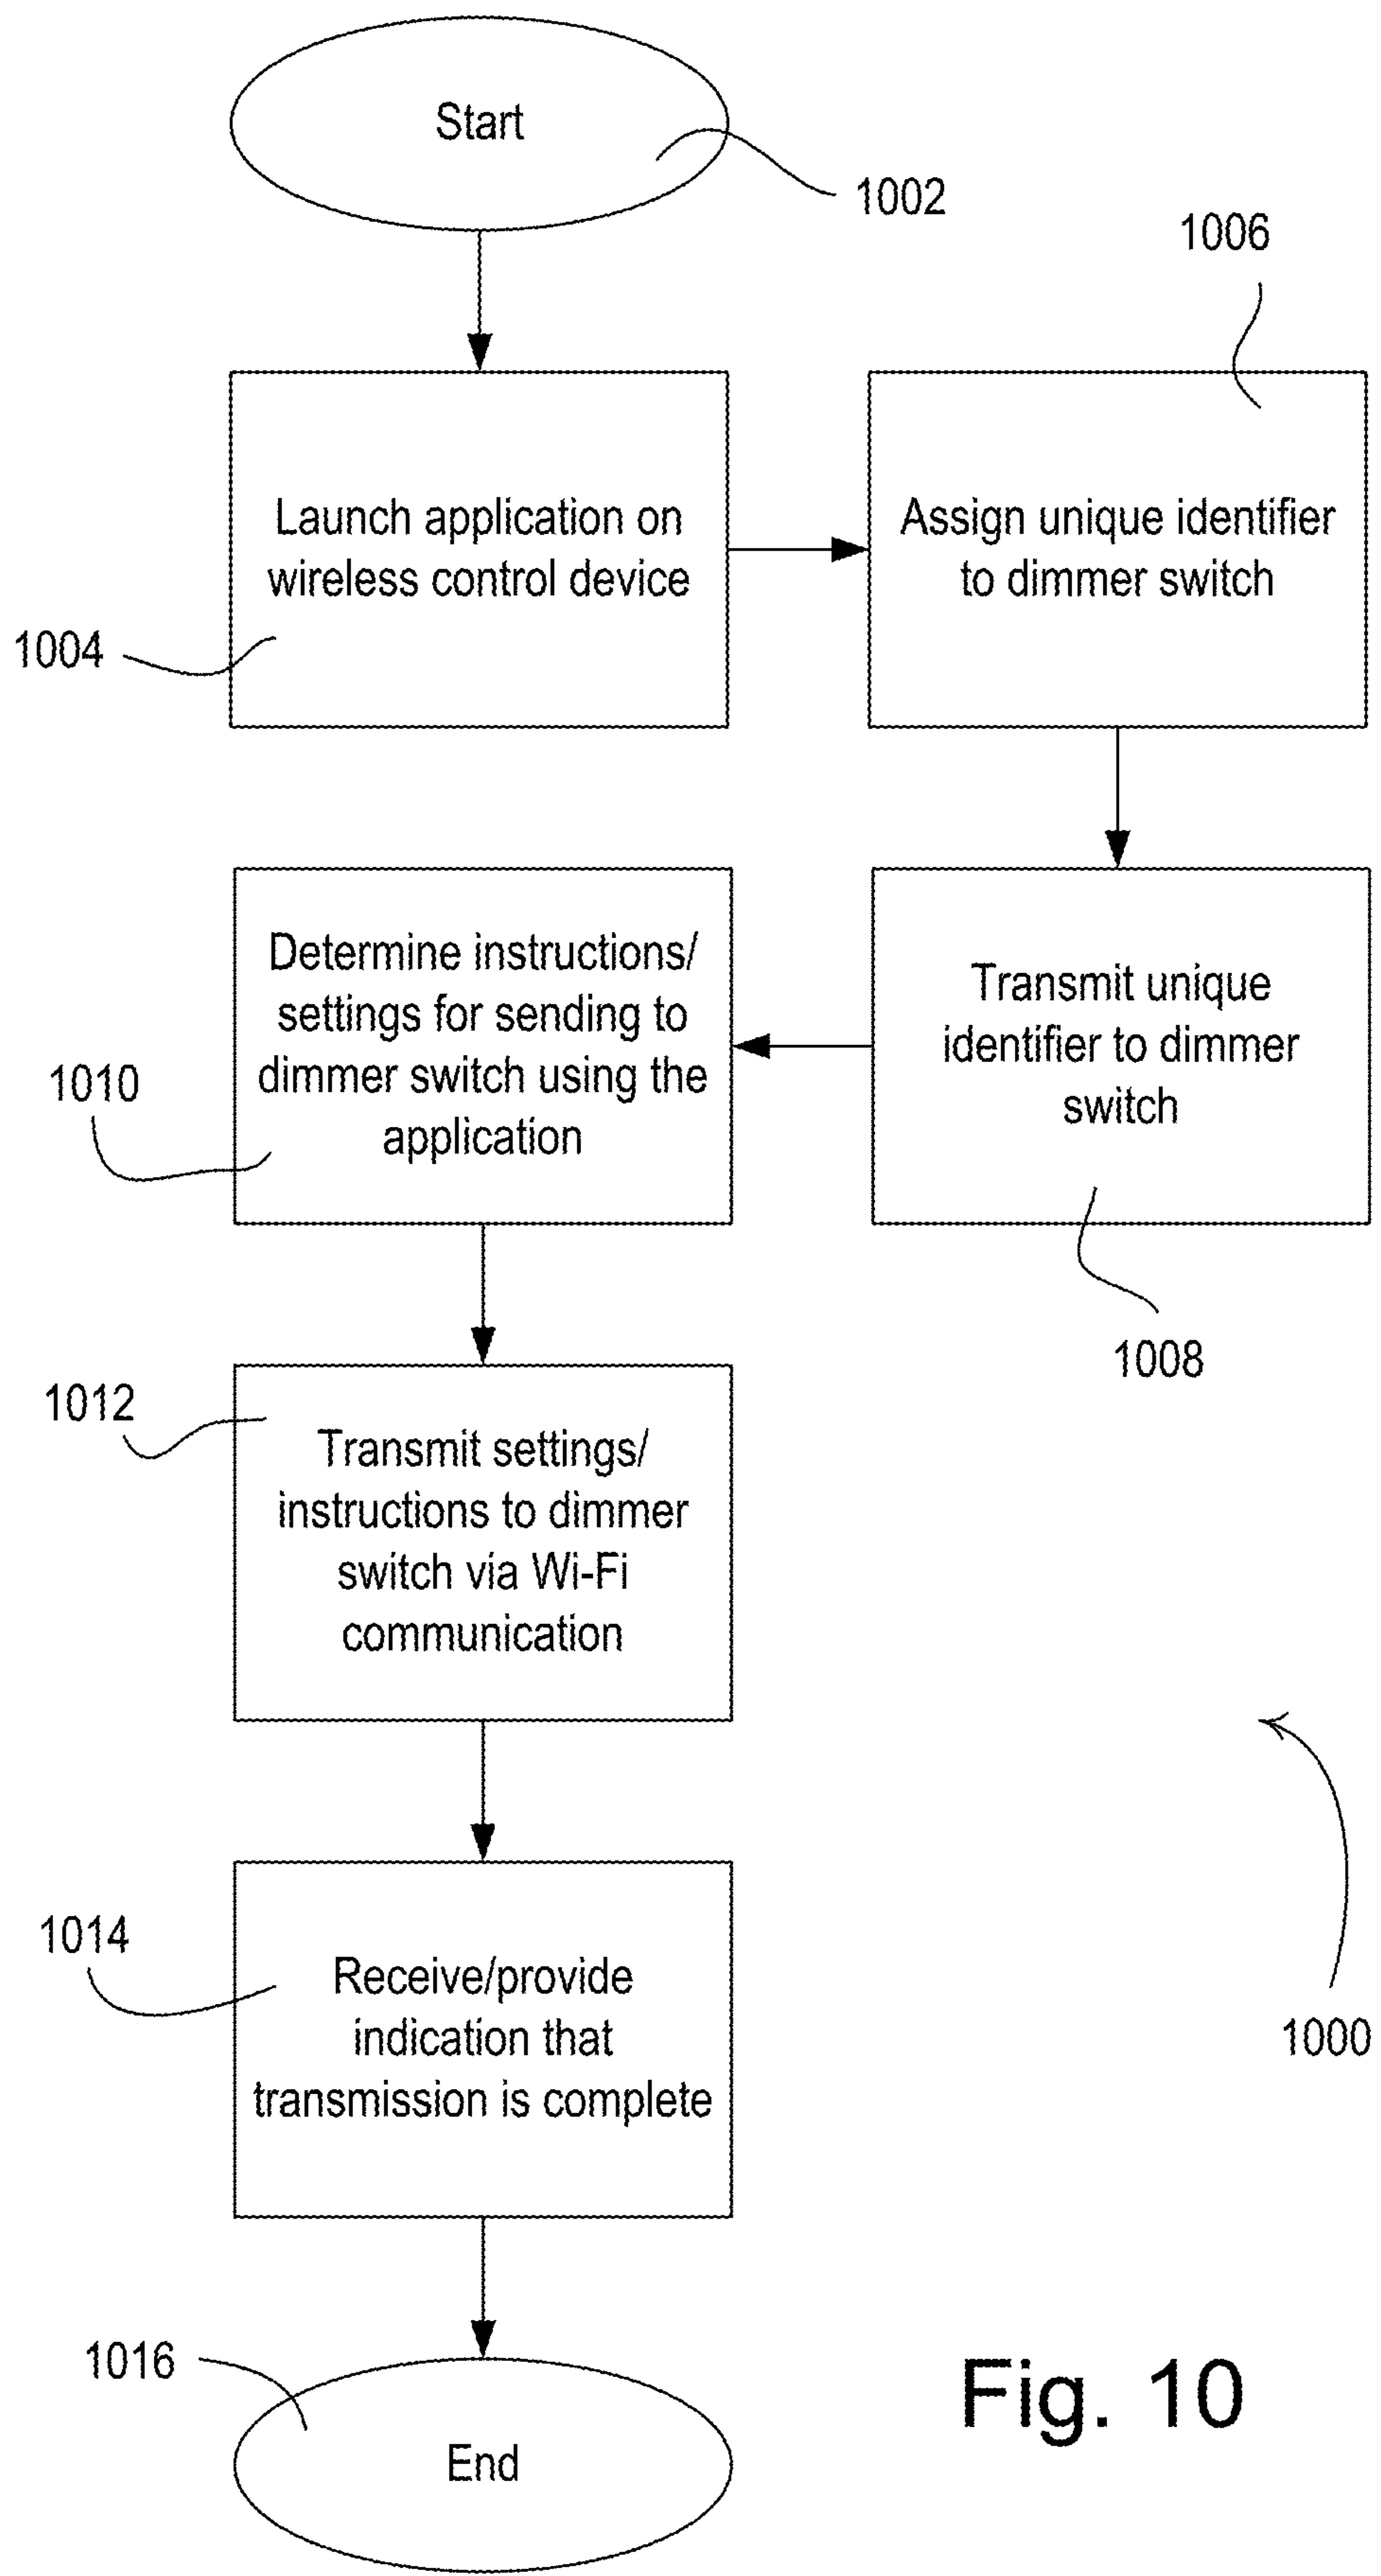 Start
1002
1006
Launch application on
wireless control device
1004
Assign unique identifier
to dimmer switch
Determine instructions/
settings for sending to
dimmer switch using the
application
1010
Transmit unique
identifier to dimmer
switch
1008
1012
Transmit settings/
instructions to dimmer
switch via Wi-Fi
communication
1014
Receive/provide
indication that
transmission is complete
1000
1016
End
Fig. 10